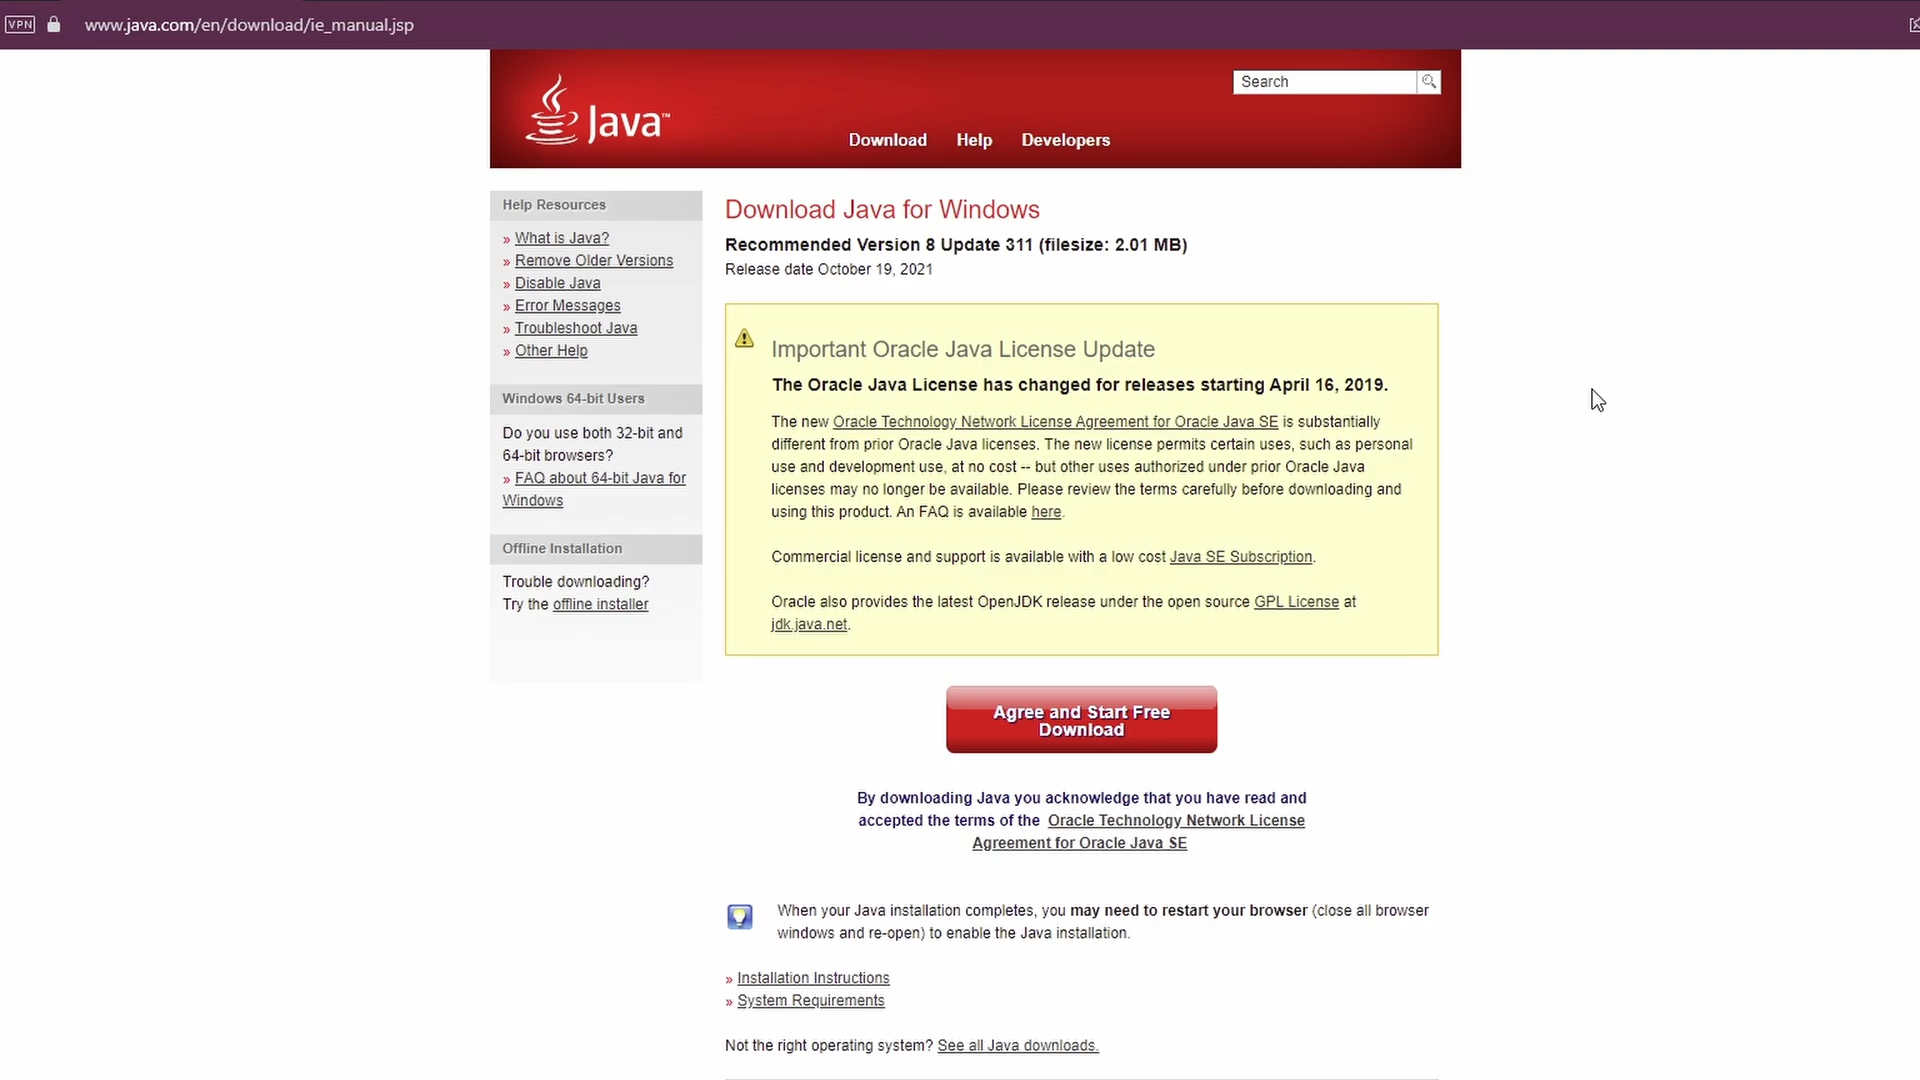 VPN www.java.com/en/download/ie_manual.jsp
Java™
Search
Download Help Developers
Help Resources
» What is Java?
» Remove Older Versions
» Disable Java
» Error Messages
» Troubleshoot Java
» Other Help
Windows 64-bit Users
Do you use both 32-bit and
64-bit browsers?
» FAQ about 64-bit Java for
Windows
Offline Installation
Trouble downloading?
Try the offline installer
Download Java for Windows
Recommended Version 8 Update 311 (filesize: 2.01 MB)
Release date October 19, 2021
Important Oracle Java License Update
The Oracle Java License has changed for releases starting April 16, 2019.
The new Oracle Technology Network License Agreement for Oracle Java SE is substantially
different from prior Oracle Java licenses. The new license permits certain uses, such as personal
use and development use, at no cost -- but other uses authorized under prior Oracle Java
licenses may no longer be available. Please review the terms carefully before downloading and
using this product. An FAQ is available here.
Commercial license and support is available with a low cost Java SE Subscription.
Oracle also provides the latest OpenJDK release under the open source GPL License at
jdk.java.net.
Agree and Start Free
Download
By downloading Java you acknowledge that you have read and
accepted the terms of the Oracle Technology Network License
Agreement for Oracle Java SE
When your Java installation completes, you may need to restart your browser (close all browser
windows and re-open) to enable the Java installation.
» Installation Instructions
» System Requirements
Not the right operating system? See all Java downloads.